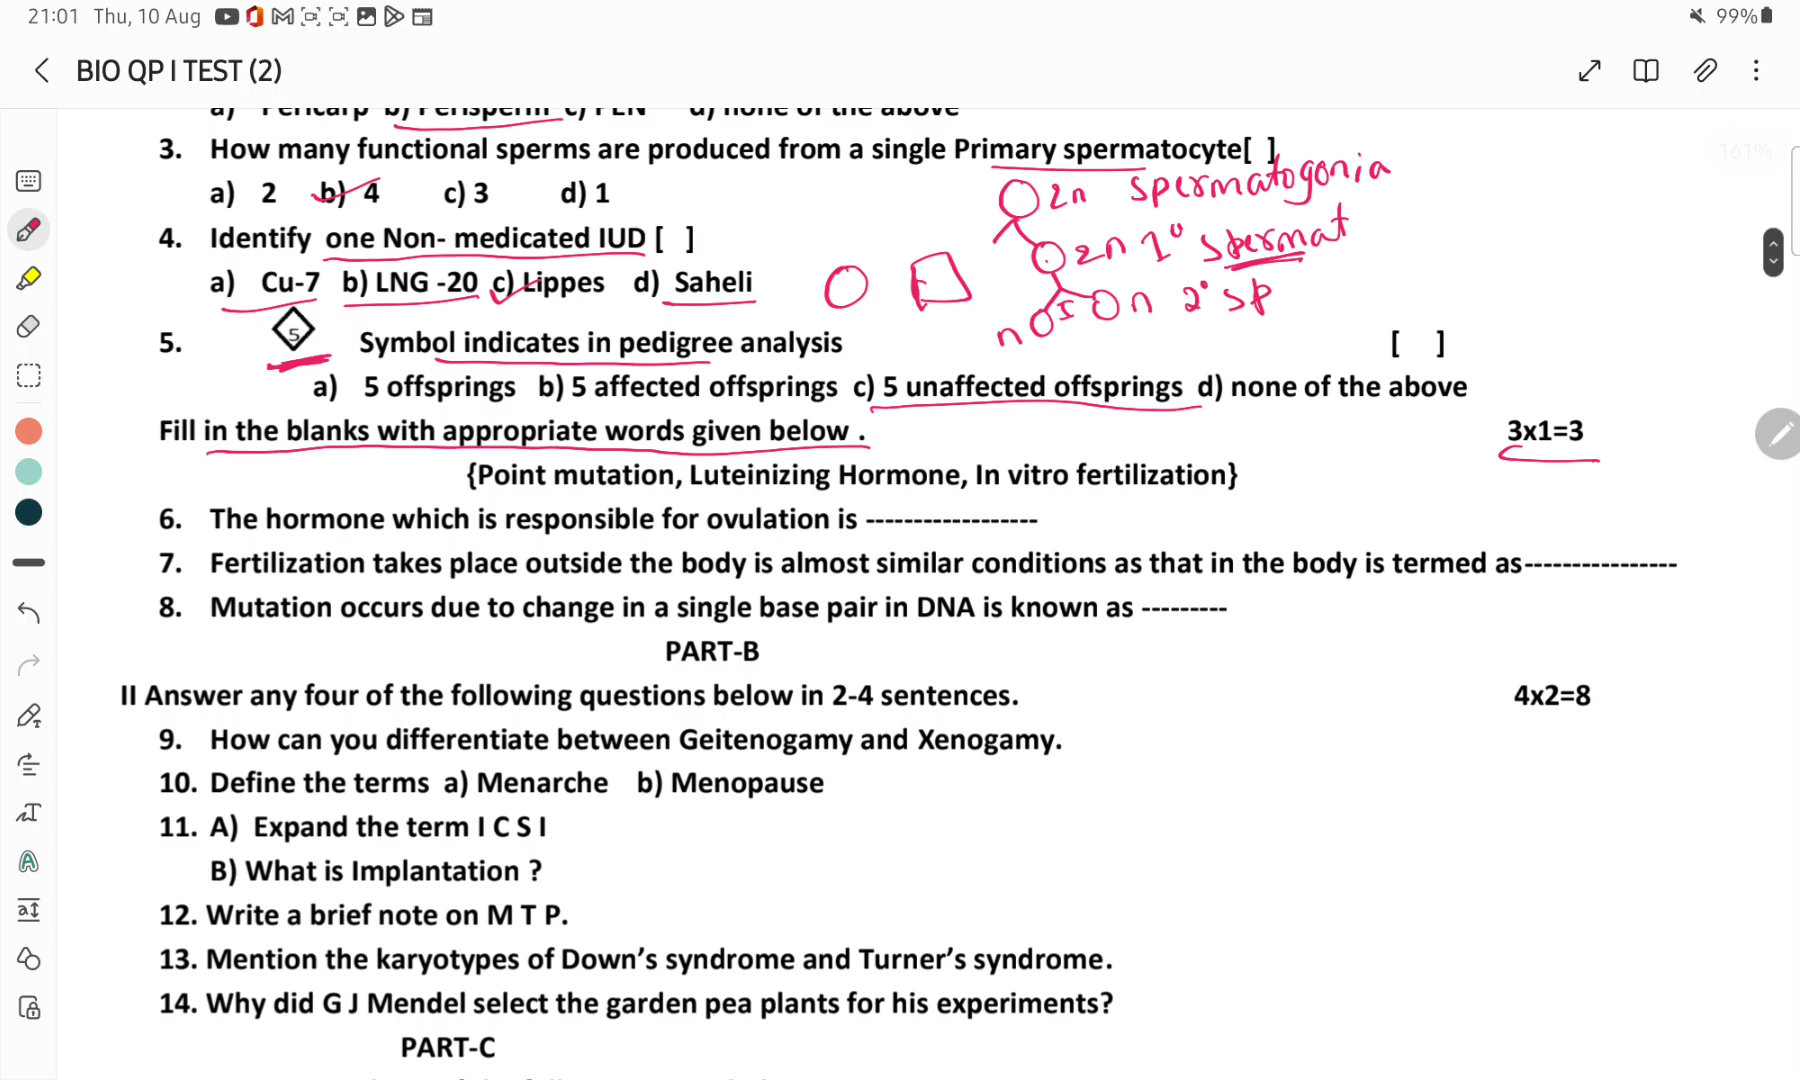 21:01 Thu, 10 Aug
99%
BIO QP I TEST (2)
a) Pericarp b) Perisperm c) PEN d) none of the above
161%
3. How many functional sperms are produced from a single Primary spermatocyte[ ]
a) 2 b) 4 c) 3 d) 1
2n spermatogonia
4. Identify one Non- medicated IUD [ ]
2n 1° spermat
a) Cu-7 b) LNG -20 c) Lippes d) Saheli
I n 2° sp
n
5. 5 Symbol indicates in pedigree analysis [ ]
a) 5 offsprings b) 5 affected offsprings c) 5 unaffected offsprings d) none of the above
Fill in the blanks with appropriate words given below . 3x1=3
{Point mutation, Luteinizing Hormone, In vitro fertilization}
6. The hormone which is responsible for ovulation is ------------------
7. Fertilization takes place outside the body is almost similar conditions as that in the body is termed as----------------
8. Mutation occurs due to change in a single base pair in DNA is known as ---------
PART-B
II Answer any four of the following questions below in 2-4 sentences. 4x2=8
9. How can you differentiate between Geitenogamy and Xenogamy.
10. Define the terms a) Menarche b) Menopause
11. A) Expand the term I C S I
B) What is Implantation ?
12. Write a brief note on M T P.
13. Mention the karyotypes of Down’s syndrome and Turner’s syndrome.
14. Why did G J Mendel select the garden pea plants for his experiments?
PART-C